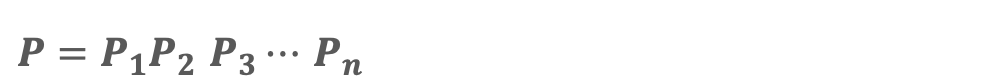 P = P₁P₂ P₃ ⋯ Pₙ